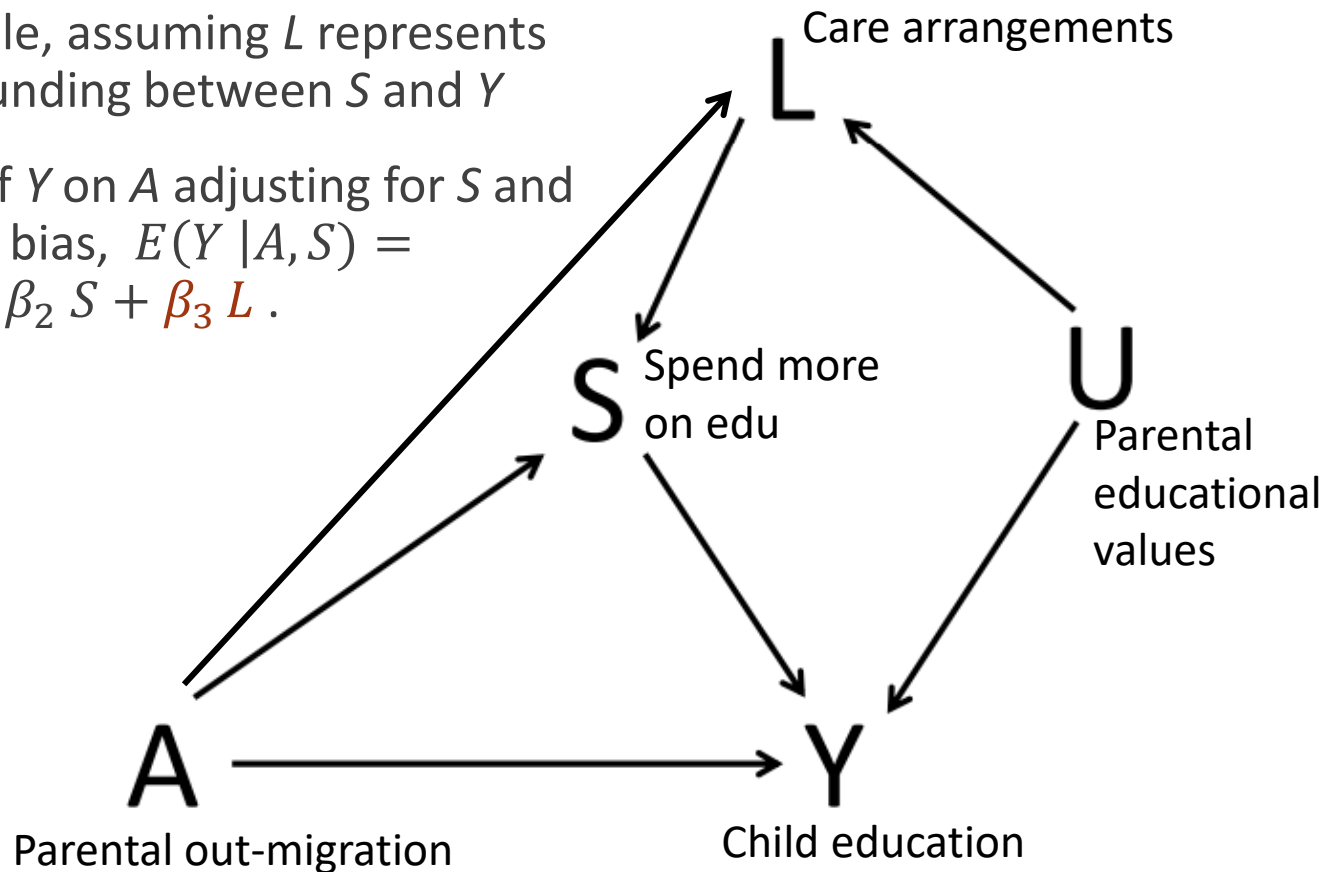 le, assuming L represents
unding between S and Y
f Y on A adjusting for S and
bias, E(Y |A, S) =
β₂ S + β₃ L .
Care arrangements
L
S
Spend more
on edu
U
Parental
educational
values
A
Parental out-migration
Y
Child education